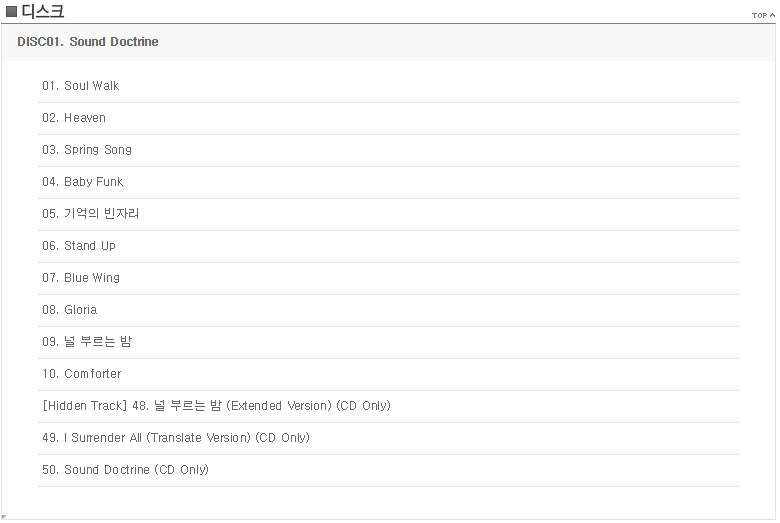 디스크
TOP
DISC01. Sound Doctrine
01. Soul Walk
02. Heaven
03. Spring Song
04. Baby Funk
05. 기억의 빈자리
06. Stand Up
07. Blue Wing
08. Gloria
09. 널 부르는 밤
10. Comforter
[Hidden Track] 48. 널 부르는 밤 (Extended Version) (CD Only)
49. I Surrender All (Translate Version) (CD Only)
50. Sound Doctrine (CD Only)